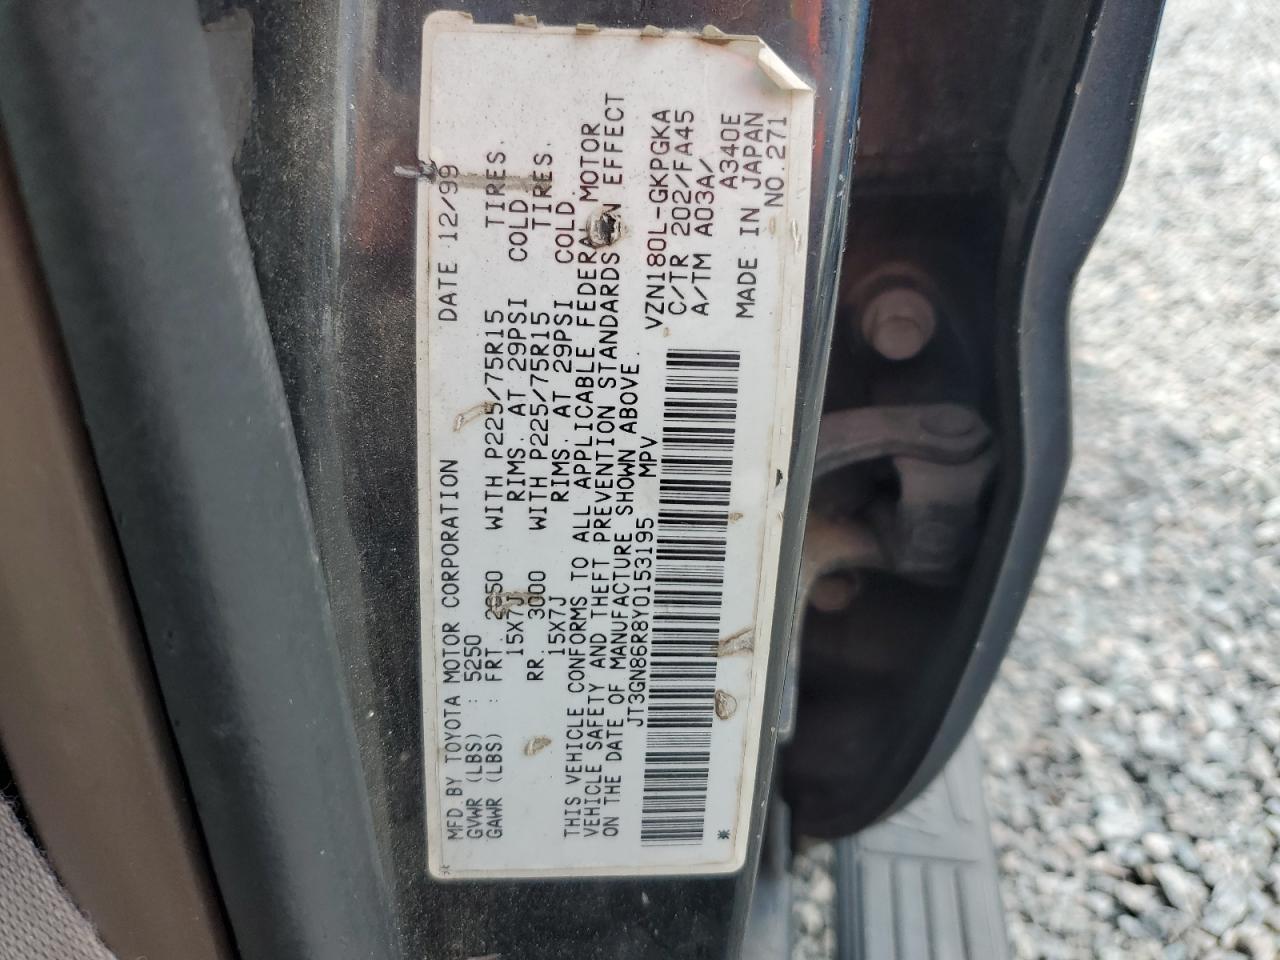 MFD. BY TOYOTA MOTOR CORPORATION DATE 12/99
GVWR (LBS) : 5250
GAWR (LBS) : FRT. WITH P225/75R15 TIRES.
15X7J RIMS. AT 29PSI COLD.
RR. 3000 WITH P225/75R15 TIRES.
15X7J RIMS. AT 29PSI COLD.
THIS VEHICLE CONFORMS TO ALL APPLICABLE FEDERAL MOTOR
VEHICLE SAFETY AND THEFT PREVENTION STANDARDS IN EFFECT
ON THE DATE OF MANUFACTURE SHOWN ABOVE.
JT3GN86R8Y0153195 MPV
VZN180L-GKPGKA
C/TR 202/FA45
A/TM A03A/
A340E
MADE IN JAPAN
NO.271